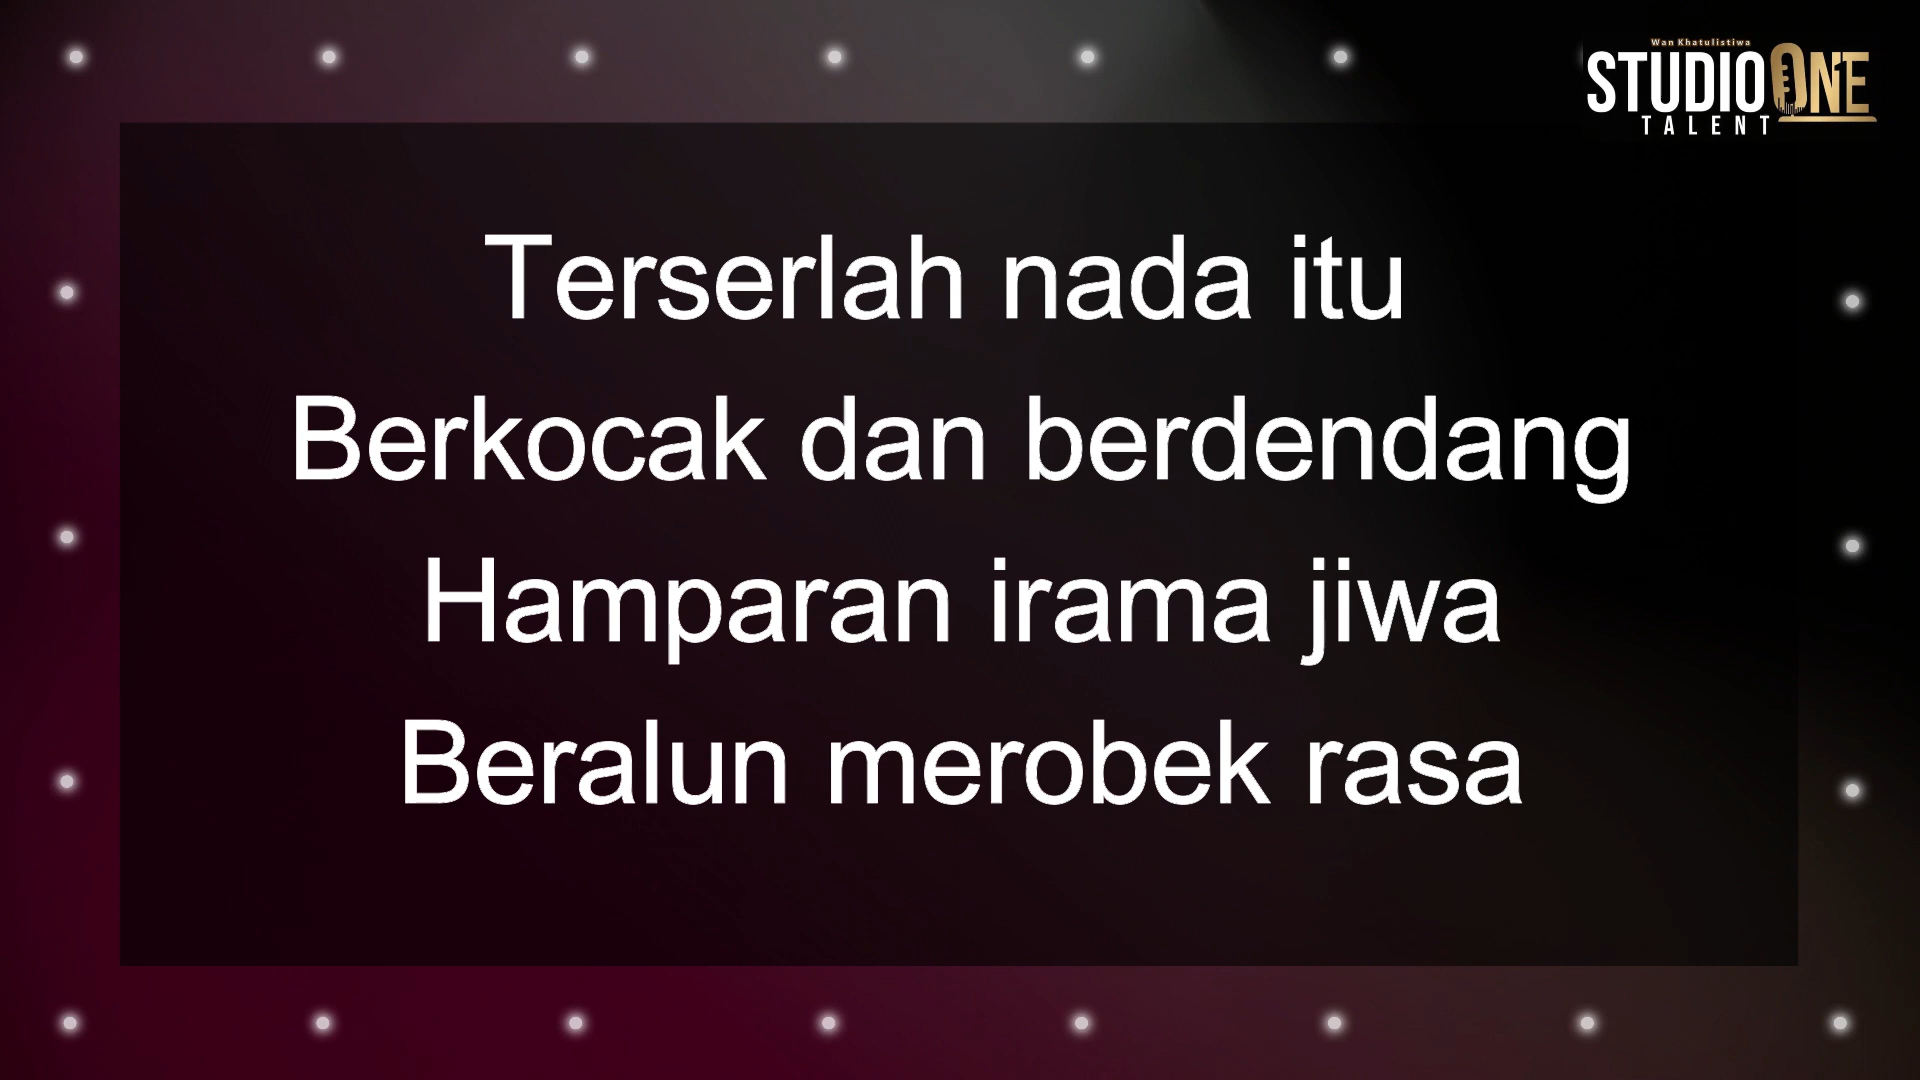 Wan Khatulistiwa
STUDIO ONE
TALENT
Terserlah nada itu
Berkocak dan berdendang
Hamparan irama jiwa
Beralun merobek rasa